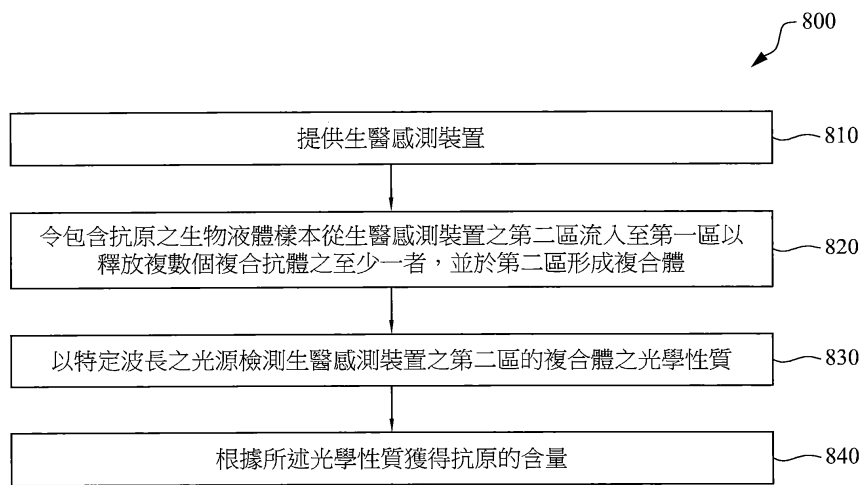 800
提供生醫感測裝置
810
令包含抗原之生物液體樣本從生醫感測裝置之第二區流入至第一區以
釋放複數個複合抗體之至少一者，並於第二區形成複合體
820
以特定波長之光源檢測生醫感測裝置之第二區的複合體之光學性質
830
根據所述光學性質獲得抗原的含量
840